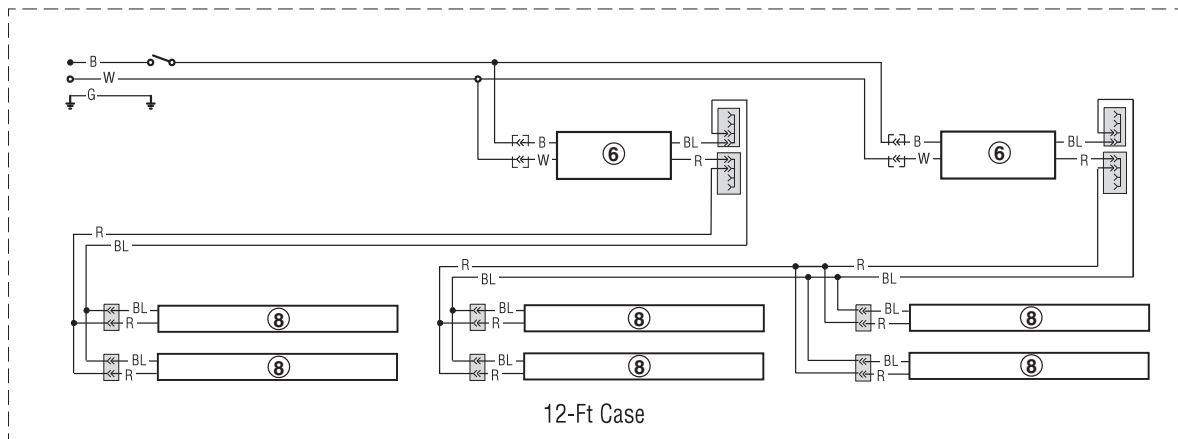 B
W
G
B BL B BL
6 6
W R W R
R
BL
R R
BL BL
BL 8 BL 8 BL 8
R R R
BL 8 BL 8 BL 8
R R R
12-Ft Case